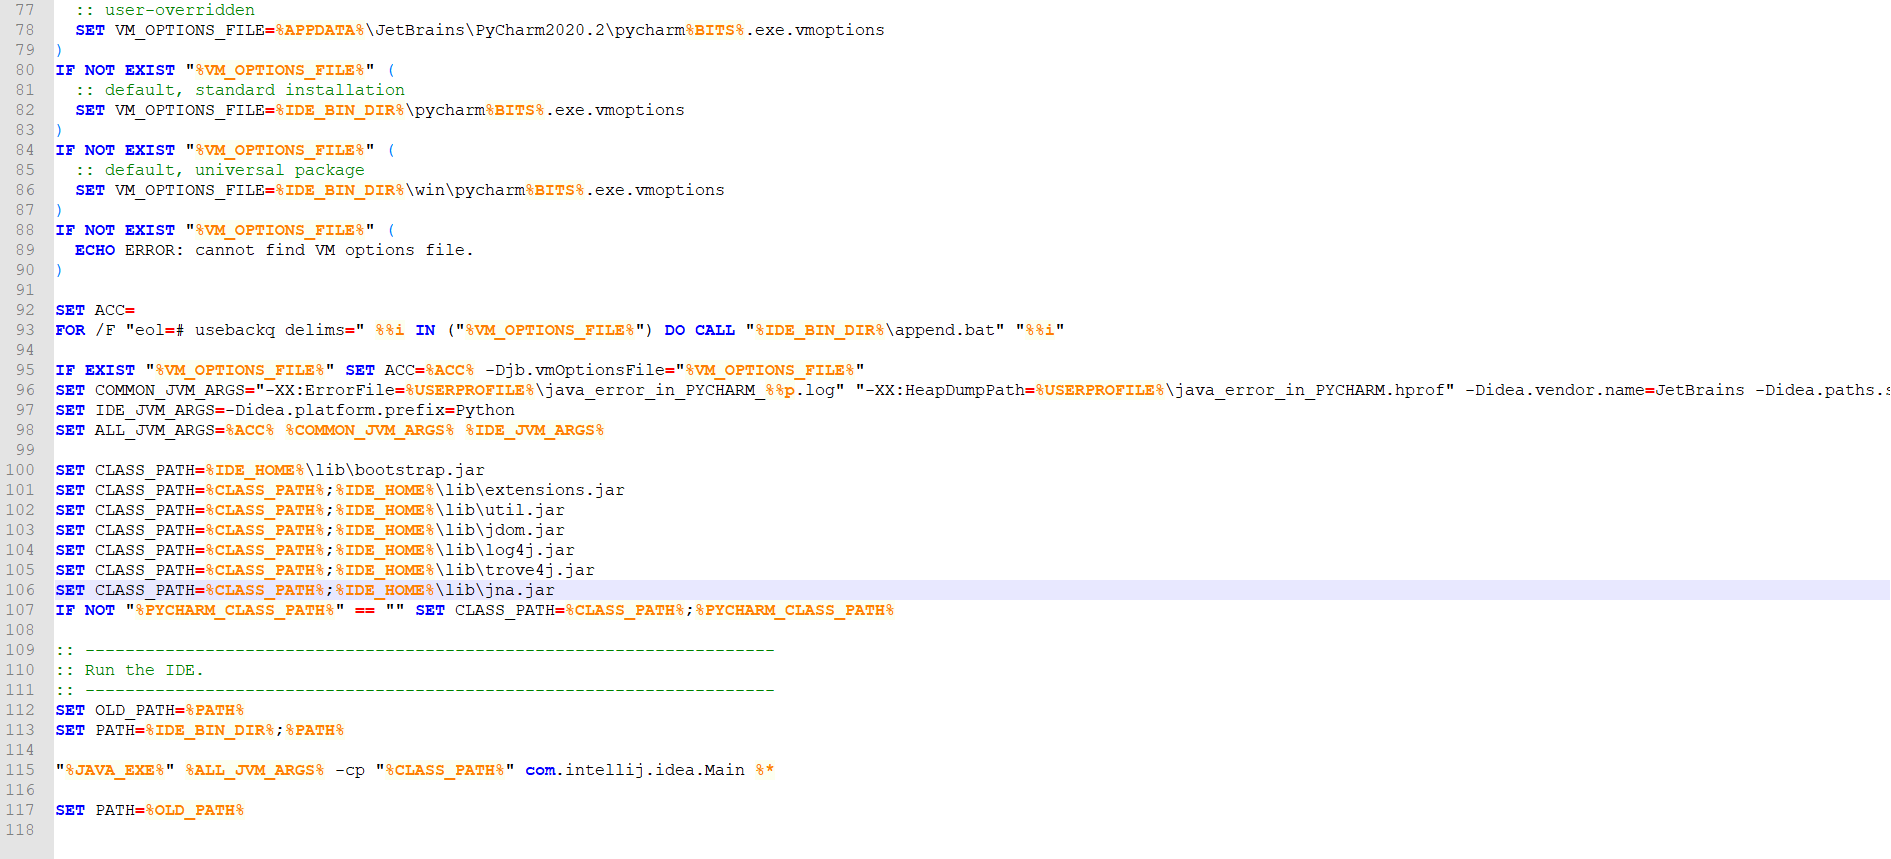 77 :: user-overridden
78 SET VM_OPTIONS_FILE=%APPDATA%\JetBrains\PyCharm2020.2\pycharm%BITS%.exe.vmoptions
79 )
80 IF NOT EXIST "%VM_OPTIONS_FILE%" (
81 :: default, standard installation
82 SET VM_OPTIONS_FILE=%IDE_BIN_DIR%\pycharm%BITS%.exe.vmoptions
83 )
84 IF NOT EXIST "%VM_OPTIONS_FILE%" (
85 :: default, universal package
86 SET VM_OPTIONS_FILE=%IDE_BIN_DIR%\win\pycharm%BITS%.exe.vmoptions
87 )
88 IF NOT EXIST "%VM_OPTIONS_FILE%" (
89 ECHO ERROR: cannot find VM options file.
90 )
91
92 SET ACC=
93 FOR /F "eol=# usebackq delims=" %%i IN ("%VM_OPTIONS_FILE%") DO CALL "%IDE_BIN_DIR%\append.bat" "%%i"
94
95 IF EXIST "%VM_OPTIONS_FILE%" SET ACC=%ACC% -Djb.vmOptionsFile="%VM_OPTIONS_FILE%"
96 SET COMMON_JVM_ARGS="-XX:ErrorFile=%USERPROFILE%\java_error_in_PYCHARM_%%p.log" "-XX:HeapDumpPath=%USERPROFILE%\java_error_in_PYCHARM.hprof" -Didea.vendor.name=JetBrains -Didea.paths.s
97 SET IDE_JVM_ARGS=-Didea.platform.prefix=Python
98 SET ALL_JVM_ARGS=%ACC% %COMMON_JVM_ARGS% %IDE_JVM_ARGS%
99
100 SET CLASS_PATH=%IDE_HOME%\lib\bootstrap.jar
101 SET CLASS_PATH=%CLASS_PATH%;%IDE_HOME%\lib\extensions.jar
102 SET CLASS_PATH=%CLASS_PATH%;%IDE_HOME%\lib\util.jar
103 SET CLASS_PATH=%CLASS_PATH%;%IDE_HOME%\lib\jdom.jar
104 SET CLASS_PATH=%CLASS_PATH%;%IDE_HOME%\lib\log4j.jar
105 SET CLASS_PATH=%CLASS_PATH%;%IDE_HOME%\lib\trove4j.jar
106 SET CLASS_PATH=%CLASS_PATH%;%IDE_HOME%\lib\jna.jar
107 IF NOT "%PYCHARM_CLASS_PATH%" == "" SET CLASS_PATH=%CLASS_PATH%;%PYCHARM_CLASS_PATH%
108
109 :: ---------------------------------------------------------------------
110 :: Run the IDE.
111 :: ---------------------------------------------------------------------
112 SET OLD_PATH=%PATH%
113 SET PATH=%IDE_BIN_DIR%;%PATH%
114
115 "%JAVA_EXE%" %ALL_JVM_ARGS% -cp "%CLASS_PATH%" com.intellij.idea.Main %*
116
117 SET PATH=%OLD_PATH%
118